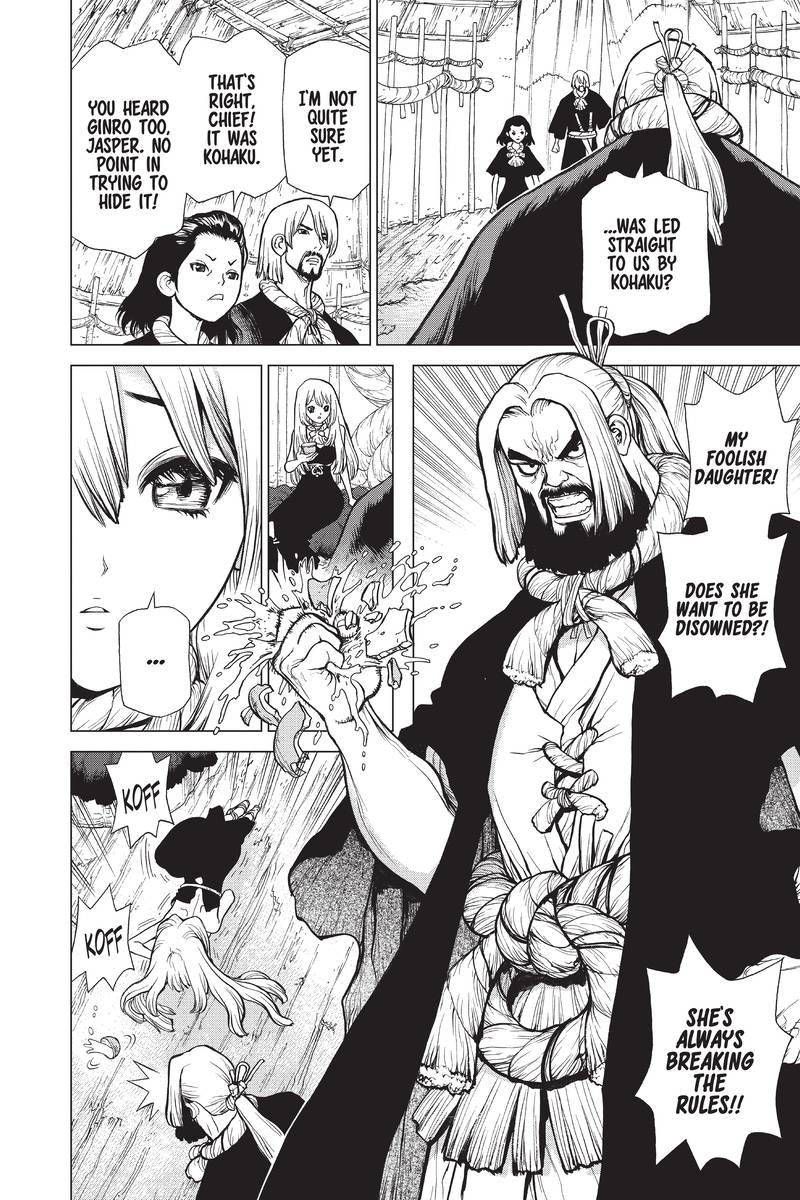 ...WAS LED
STRAIGHT
TO US BY
KOHAKU?
I'M NOT
QUITE
SURE
YET.
THAT'S
RIGHT,
CHIEF!
IT WAS
KOHAKU.
YOU HEARD
GINRO TOO,
JASPER. NO
POINT IN
TRYING TO
HIDE IT!
MY
FOOLISH
DAUGHTER!
DOES SHE
WANT TO BE
DISOWNED?!
SHE'S
ALWAYS
BREAKING
THE
RULES!!
...
KOFF
KOFF